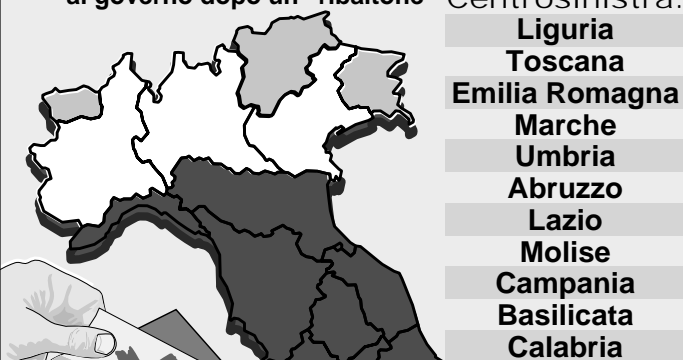 al governo dopo un "ribaltone"
Centrosinistra:
Liguria
Toscana
Emilia Romagna
Marche
Umbria
Abruzzo
Lazio
Molise
Campania
Basilicata
Calabria